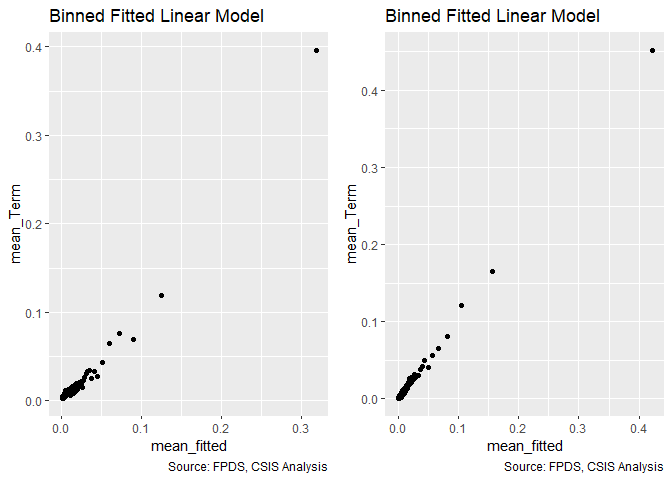 Binned Fitted Linear Model
0.4
0.3
0.2
0.1
0.0
mean_Term
0.0 0.1 0.2 0.3
mean_fitted
Source: FPDS, CSIS Analysis
Binned Fitted Linear Model
0.4
0.3
0.2
0.1
0.0
mean_Term
0.0 0.1 0.2 0.3 0.4
mean_fitted
Source: FPDS, CSIS Analysis